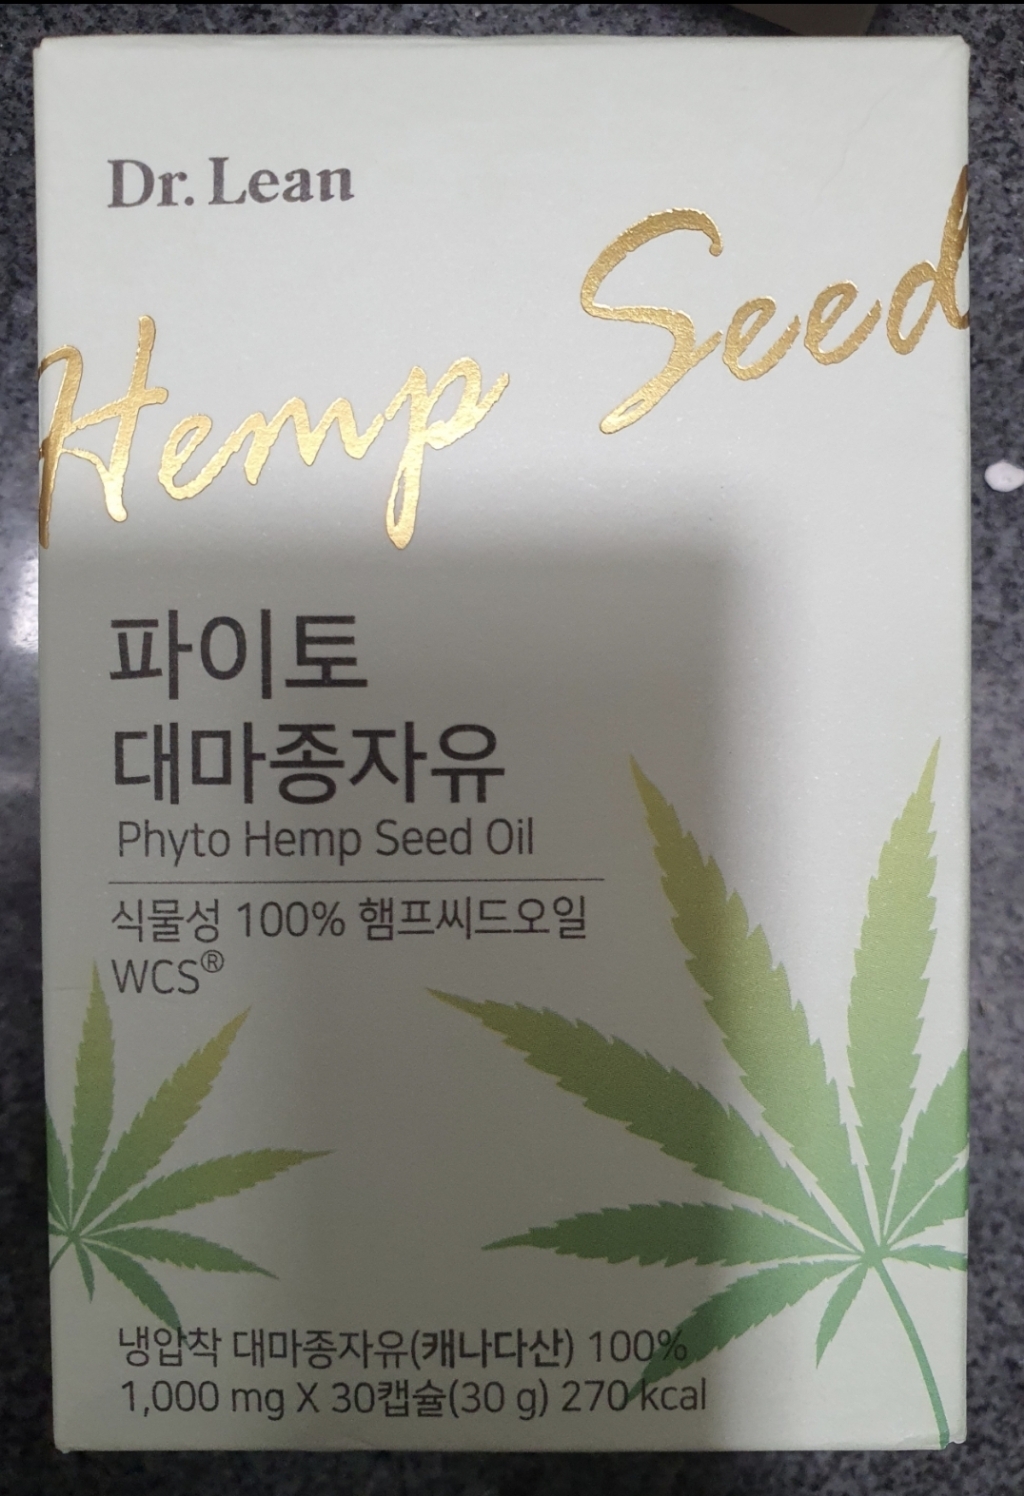 Dr. Lean
Hemp Seed
파이토
대마종자유
Phyto Hemp Seed Oil
식물성 100% 햄프씨드오일
WCS®
냉압착 대마종자유(캐나다산) 100%
1,000 mg X 30캡슐(30 g) 270 kcal